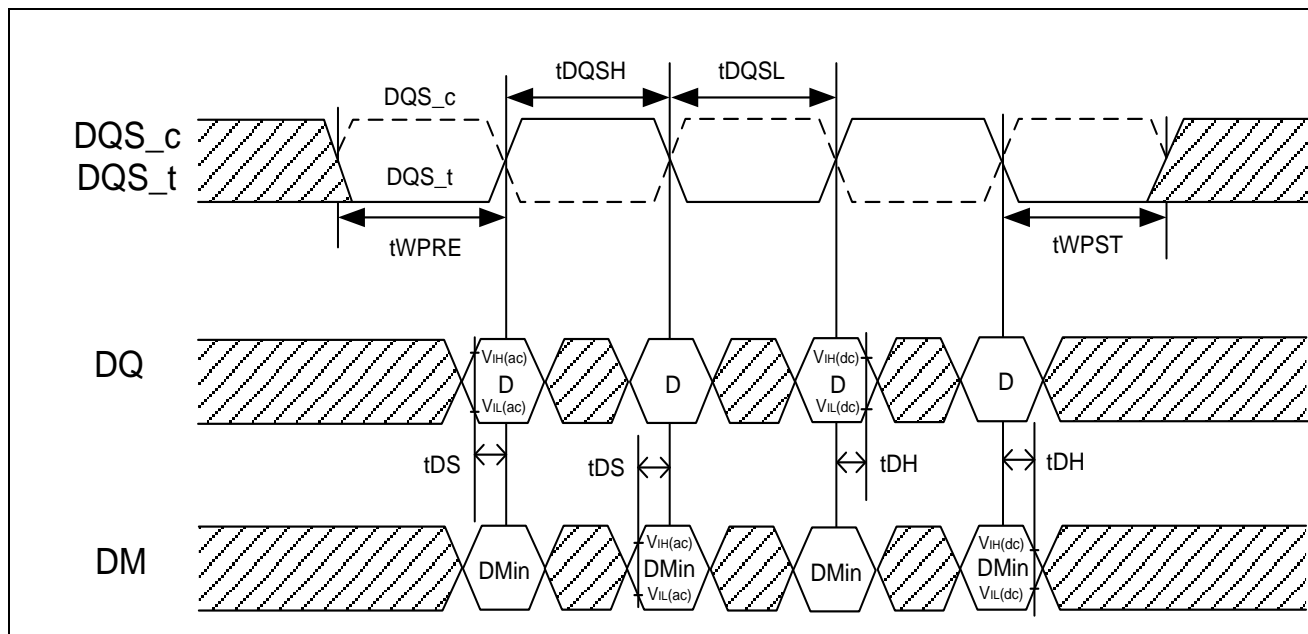 tDQSH
tDQSL
DQS_c
DQS_c
DQS_t
DQS_t
tWPRE
tWPST
DQ
VIH(ac)
D
VIL(ac)
D
VIH(dc)
D
VIL(dc)
D
tDS
tDS
tDH
tDH
DM
DMin
VIH(ac)
DMin
VIL(ac)
DMin
VIH(dc)
DMin
VIL(dc)